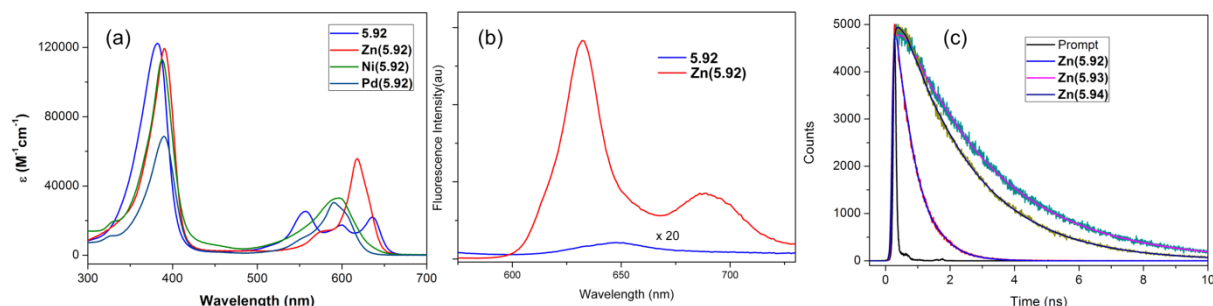 (a)
5.92
Zn(5.92)
Ni(5.92)
Pd(5.92)
ε (M⁻¹cm⁻¹)
120000
80000
40000
0
300 400 500 600 700
Wavelength (nm)
(b)
5.92
Zn(5.92)
Fluorescence Intensity(au)
x 20
600 650 700
Wavelength (nm)
(c)
Prompt
Zn(5.92)
Zn(5.93)
Zn(5.94)
Counts
5000
4000
3000
2000
1000
0
0 2 4 6 8 10
Time (ns)